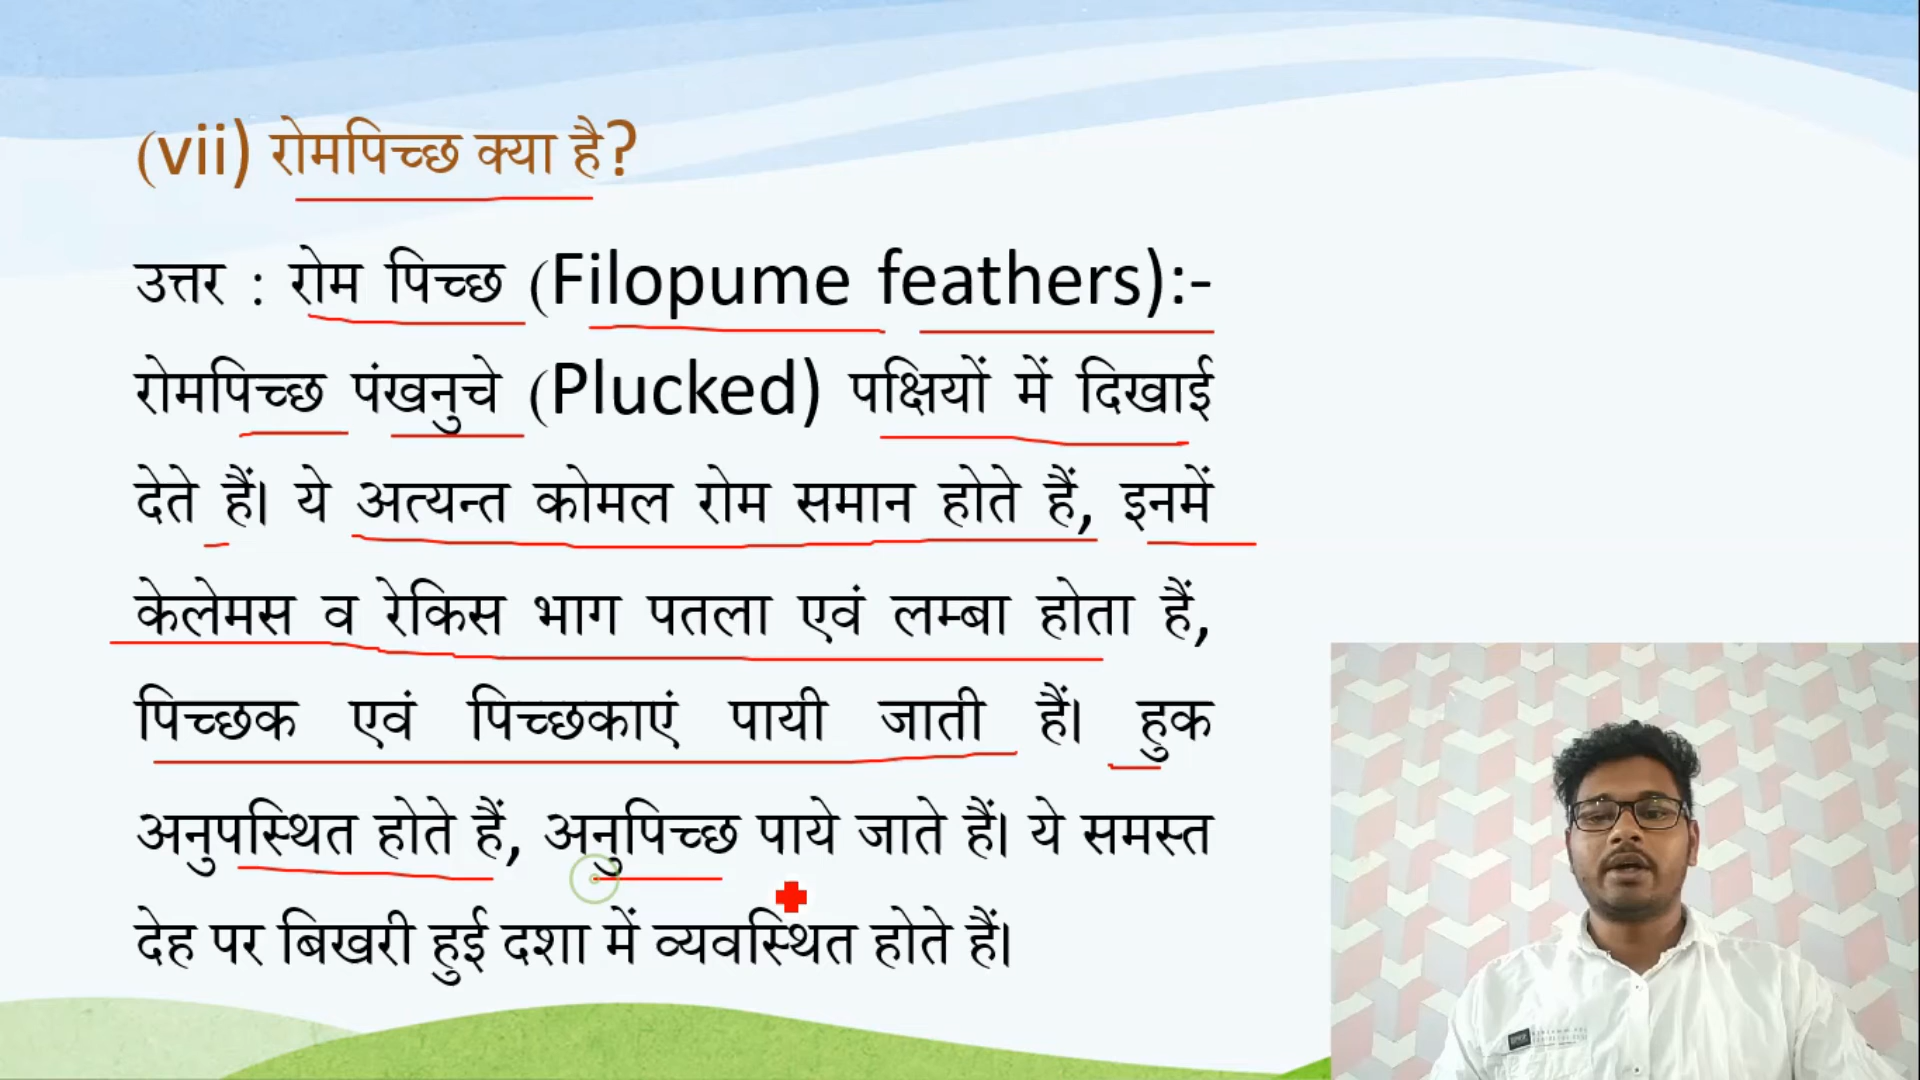 (vii) रोमपिच्छ क्या है?
उत्तर : रोम पिच्छ (Filopume feathers):-
रोमपिच्छ पंखनुचे (Plucked) पक्षियों में दिखाई
देते हैं। ये अत्यन्त कोमल रोम समान होते हैं, इनमें
केलेमस व रेकिस भाग पतला एवं लम्बा होता हैं,
पिच्छक एवं पिच्छकाएं पायी जाती हैं। हुक
अनुपस्थित होते हैं, अनुपिच्छ पाये जाते हैं। ये समस्त
देह पर बिखरी हुई दशा में व्यवस्थित होते हैं।